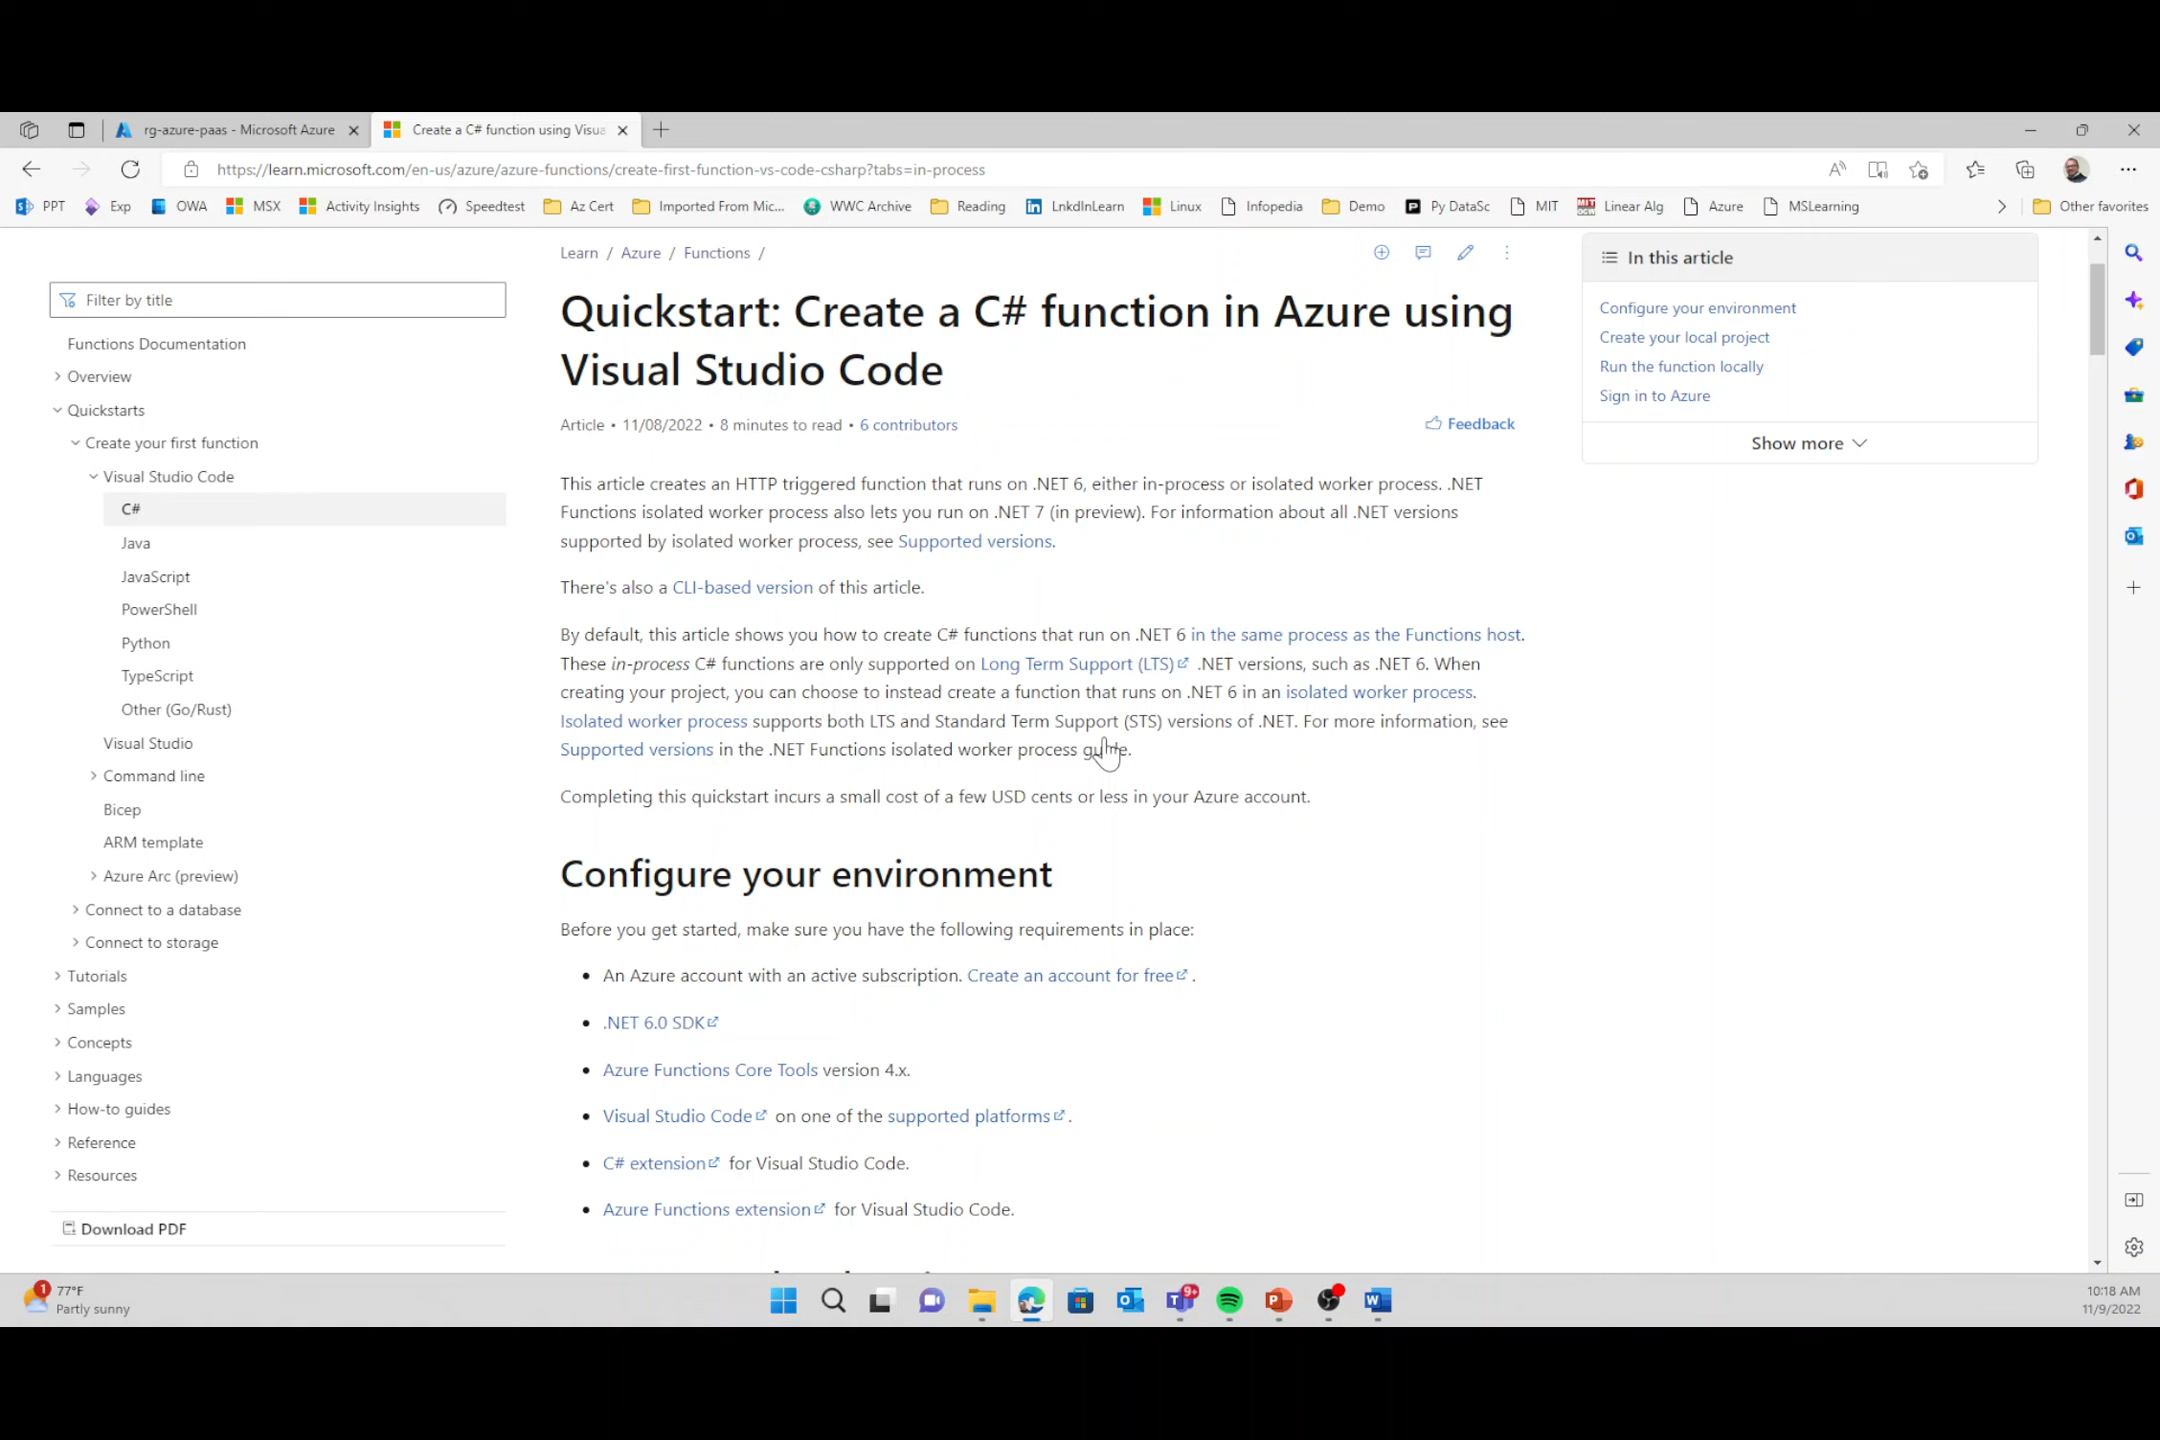 rg-azure-paas - Microsoft Azure
Create a C# function using Visua
https://learn.microsoft.com/en-us/azure/azure-functions/create-first-function-vs-code-csharp?tabs=in-process
PPT Exp OWA MSX Activity Insights Speedtest Az Cert Imported From Mic... WWC Archive Reading LnkdInLearn Linux Infopedia Demo Py DataSc MIT Linear Alg Azure MSLearning Other favorites
Filter by title
Functions Documentation
Overview
Quickstarts
Create your first function
Visual Studio Code
C#
Java
JavaScript
PowerShell
Python
TypeScript
Other (Go/Rust)
Visual Studio
Command line
Bicep
ARM template
Azure Arc (preview)
Connect to a database
Connect to storage
Tutorials
Samples
Concepts
Languages
How-to guides
Reference
Resources
Download PDF
Learn / Azure / Functions /
Quickstart: Create a C# function in Azure using
Visual Studio Code
Article • 11/08/2022 • 8 minutes to read • 6 contributors
Feedback
This article creates an HTTP triggered function that runs on .NET 6, either in-process or isolated worker process. .NET
Functions isolated worker process also lets you run on .NET 7 (in preview). For information about all .NET versions
supported by isolated worker process, see Supported versions.
There's also a CLI-based version of this article.
By default, this article shows you how to create C# functions that run on .NET 6 in the same process as the Functions host.
These in-process C# functions are only supported on Long Term Support (LTS) .NET versions, such as .NET 6. When
creating your project, you can choose to instead create a function that runs on .NET 6 in an isolated worker process.
Isolated worker process supports both LTS and Standard Term Support (STS) versions of .NET. For more information, see
Supported versions in the .NET Functions isolated worker process guide.
Completing this quickstart incurs a small cost of a few USD cents or less in your Azure account.
Configure your environment
Before you get started, make sure you have the following requirements in place:
• An Azure account with an active subscription. Create an account for free .
• .NET 6.0 SDK
• Azure Functions Core Tools version 4.x.
• Visual Studio Code on one of the supported platforms .
• C# extension for Visual Studio Code.
• Azure Functions extension for Visual Studio Code.
In this article
Configure your environment
Create your local project
Run the function locally
Sign in to Azure
Show more
1
77°F
Partly sunny
9+
10:18 AM
11/9/2022